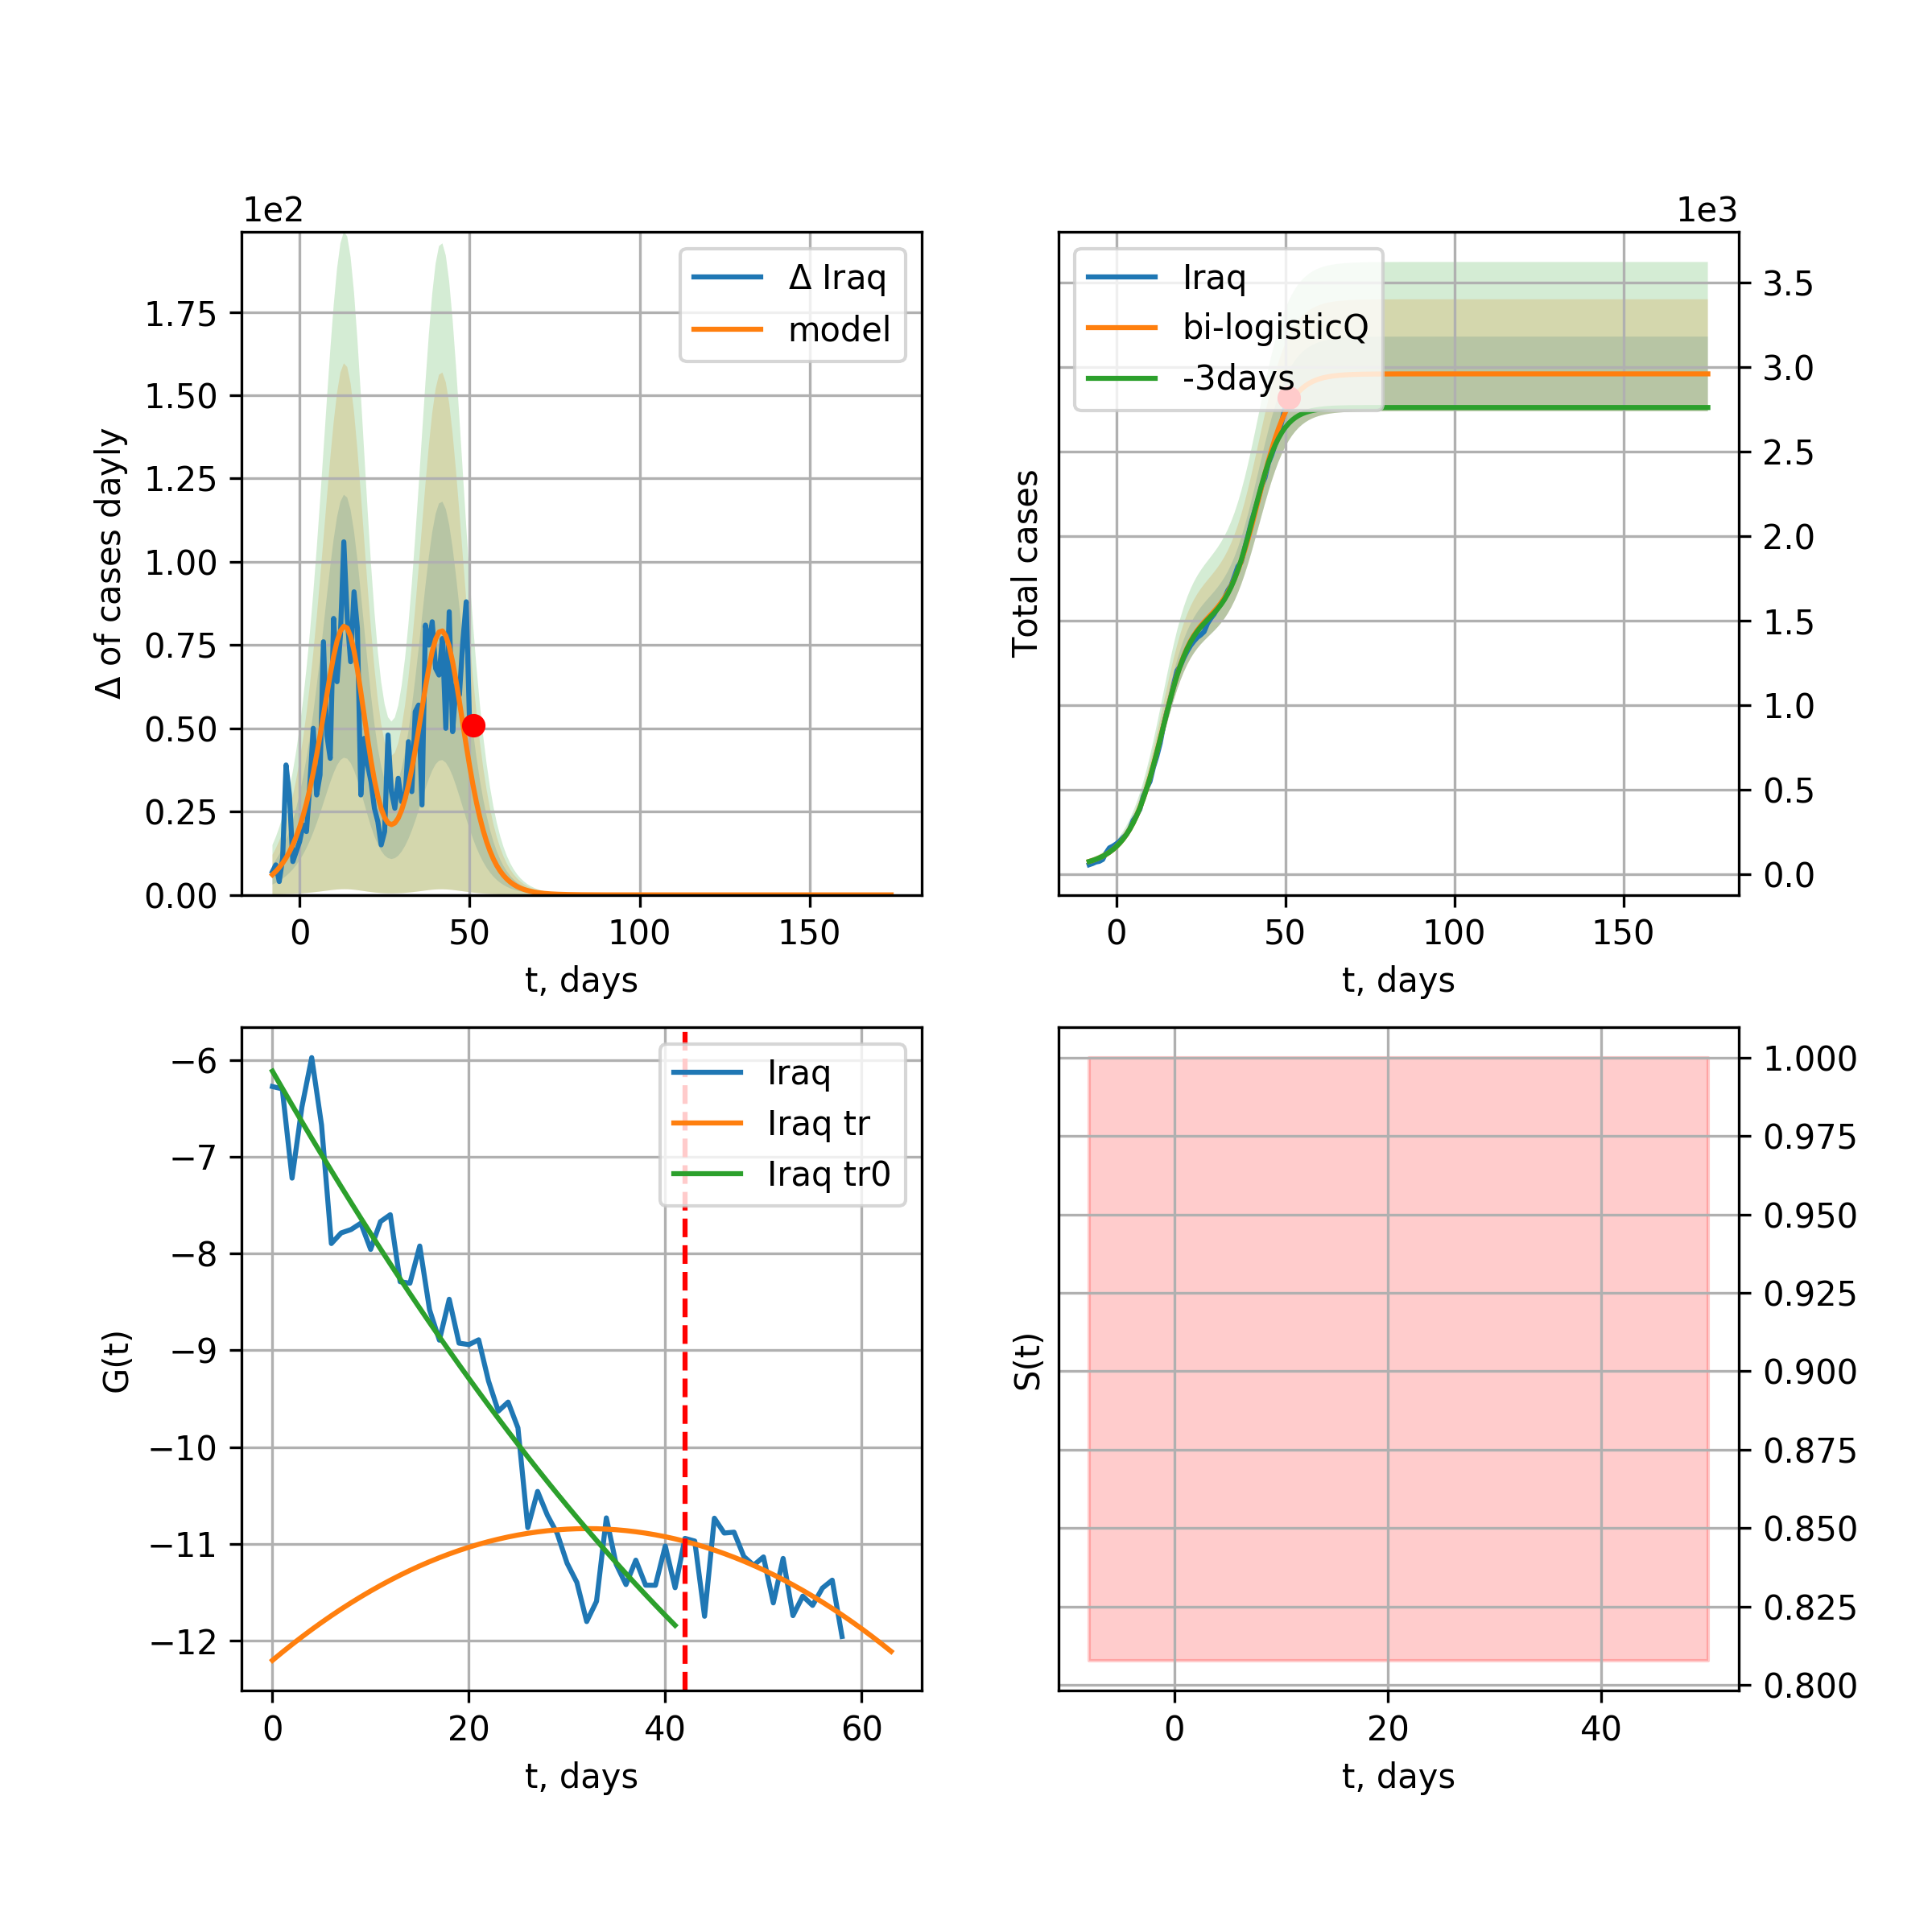 1e2
1.75
1.50
1.25
1.00
0.75
0.50
0.25
0.00
Δ of cases dayly
0 50 100 150
t, days
Δ Iraq
model
1e3
3.5
3.0
2.5
2.0
1.5
1.0
0.5
0.0
Total cases
0 50 100 150
t, days
Iraq
bi-logisticQ
-3days
−6
−7
−8
−9
−10
−11
−12
G(t)
0 20 40 60
t, days
Iraq
Iraq tr
Iraq tr0
1.000
0.975
0.950
0.925
0.900
0.875
0.850
0.825
0.800
S(t)
0 20 40
t, days